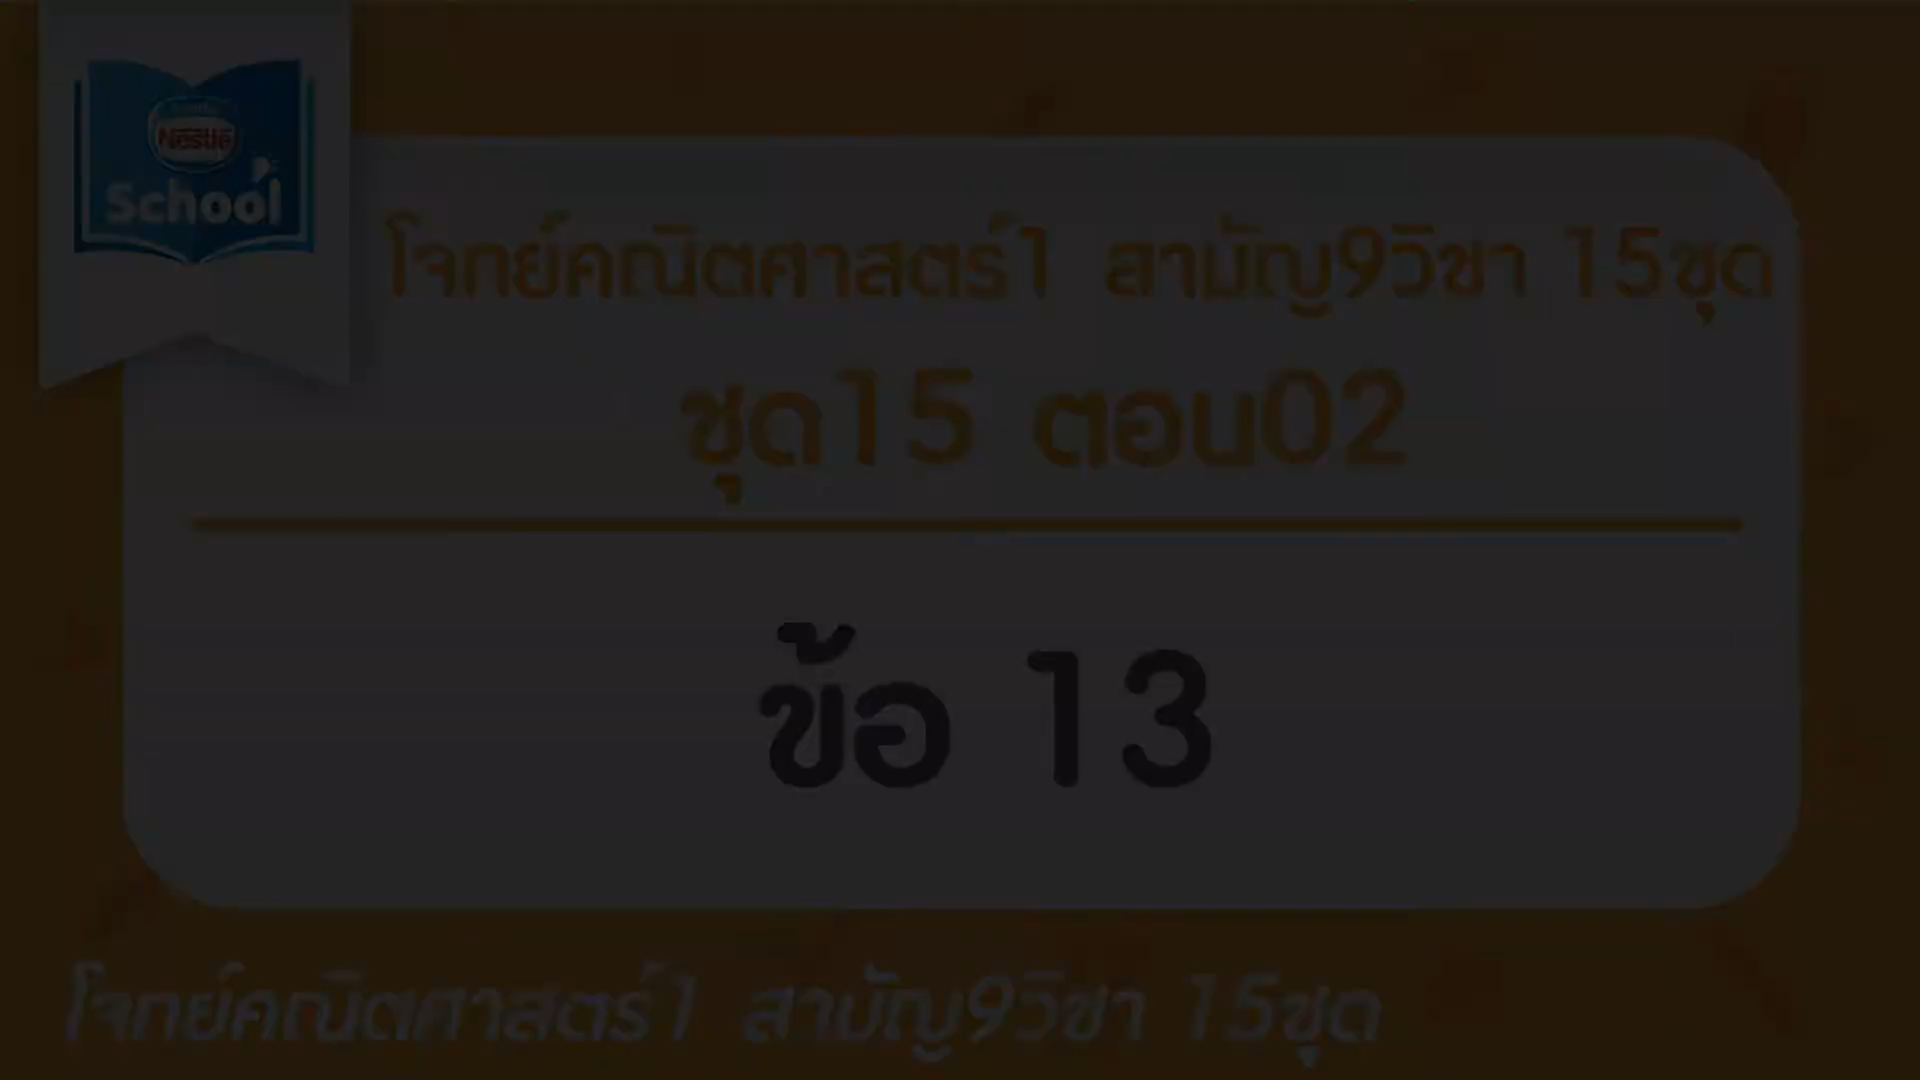 Nestlé
School
โจทย์คณิตศาสตร์1 สามัญ9วิชา 15ชุด
ชุด15 ตอน02
ข้อ 13
โจทย์คณิตศาสตร์1 สามัญ9วิชา 15ชุด